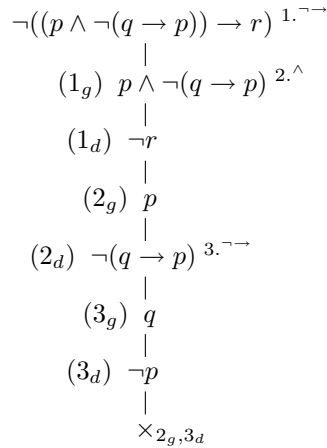 ¬((p ∧ ¬(q → p)) → r) 1.¬→
(1g) p ∧ ¬(q → p) 2.∧
(1d) ¬r
(2g) p
(2d) ¬(q → p) 3.¬→
(3g) q
(3d) ¬p
×2g,3d